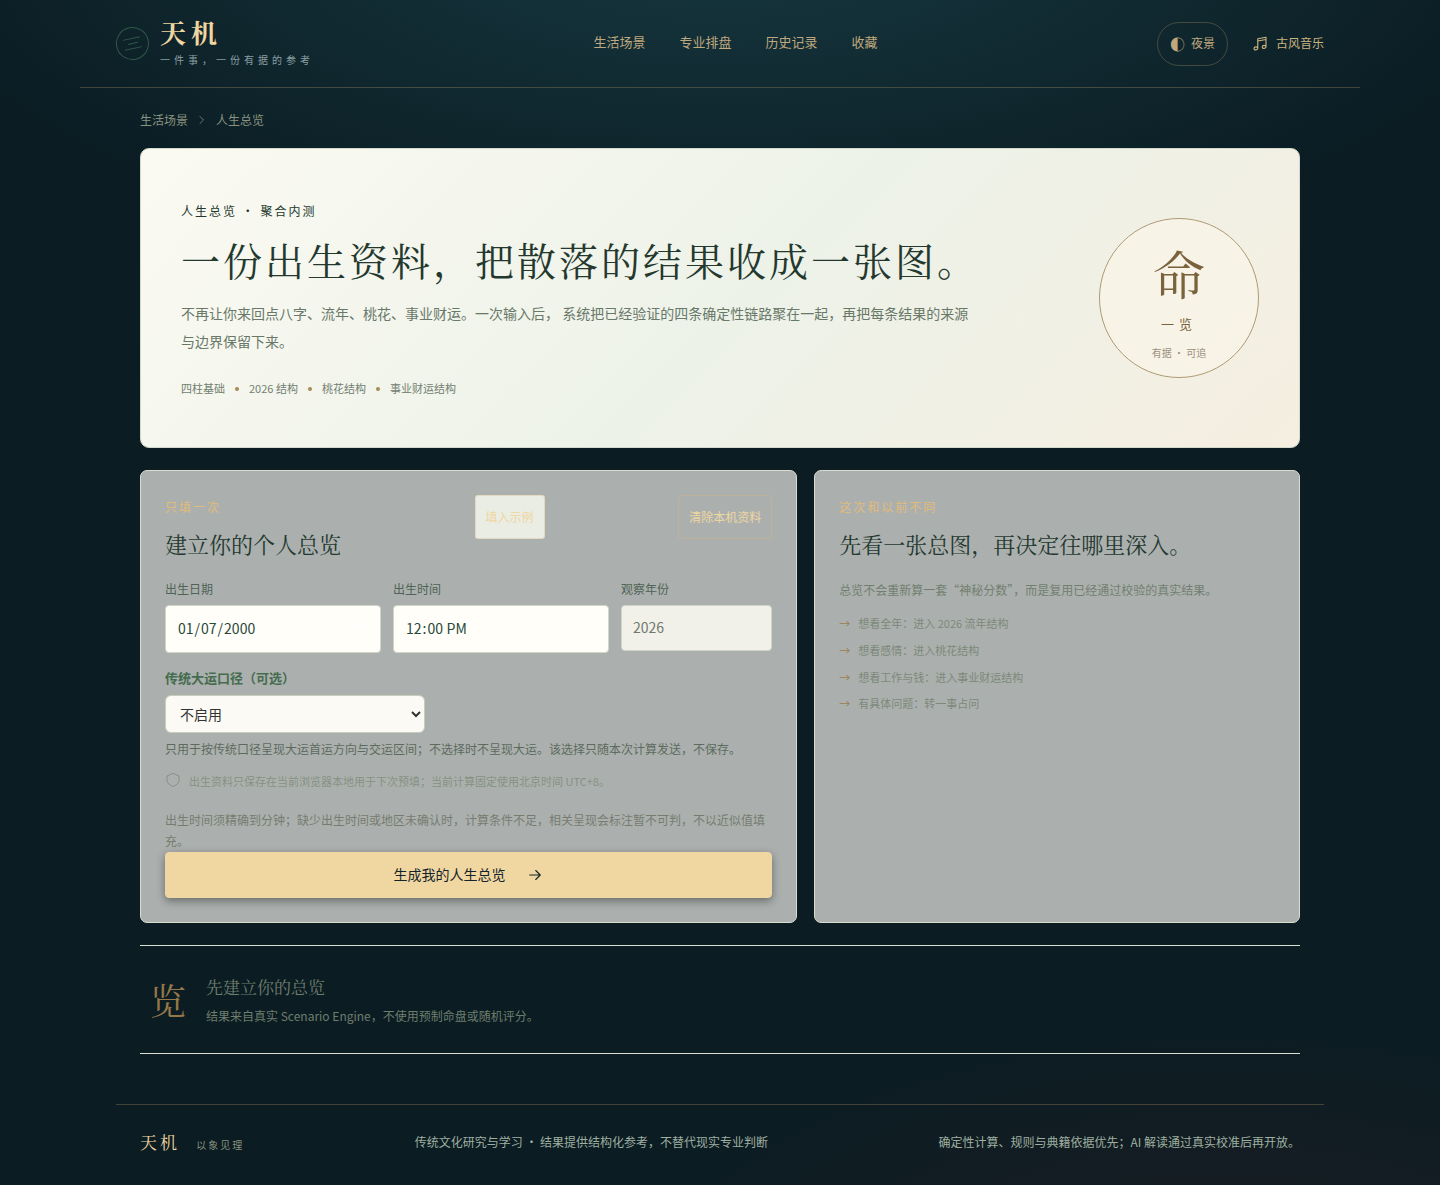 天机
一件事，一份有据的参考
生活场景
专业排盘
历史记录
收藏
夜景
古风音乐
生活场景 > 人生总览
人生总览 · 聚合内测
一份出生资料，把散落的结果收成一张图。
不再让你来回点八字、流年、桃花、事业财运。一次输入后， 系统把已经验证的四条确定性链路聚在一起，再把每条结果的来源
与边界保留下来。
四柱基础 • 2026 结构 • 桃花结构 • 事业财运结构
命
一览
有据 · 可追
只填一次
建立你的个人总览
填入示例
清除本机资料
出生日期
出生时间
观察年份
01/07/2000
12:00 PM
2026
传统大运口径（可选）
不启用
只用于按传统口径呈现大运首运方向与交运区间；不选择时不呈现大运。该选择只随本次计算发送，不保存。
出生资料只保存在当前浏览器本地用于下次预填；当前计算固定使用北京时间 UTC+8。
出生时间须精确到分钟；缺少出生时间或地区未确认时，计算条件不足，相关呈现会标注暂不可判，不以近似值填
充。
生成我的人生总览 →
这次和以前不同
先看一张总图，再决定往哪里深入。
总览不会重新算一套“神秘分数”，而是复用已经通过校验的真实结果。
→ 想看全年：进入 2026 流年结构
→ 想看感情：进入桃花结构
→ 想看工作与钱：进入事业财运结构
→ 有具体问题：转一事占问
览
先建立你的总览
结果来自真实 Scenario Engine，不使用预制命盘或随机评分。
天机
以象见理
传统文化研究与学习 · 结果提供结构化参考，不替代现实专业判断
确定性计算、规则与典籍依据优先；AI 解读通过真实校准后再开放。